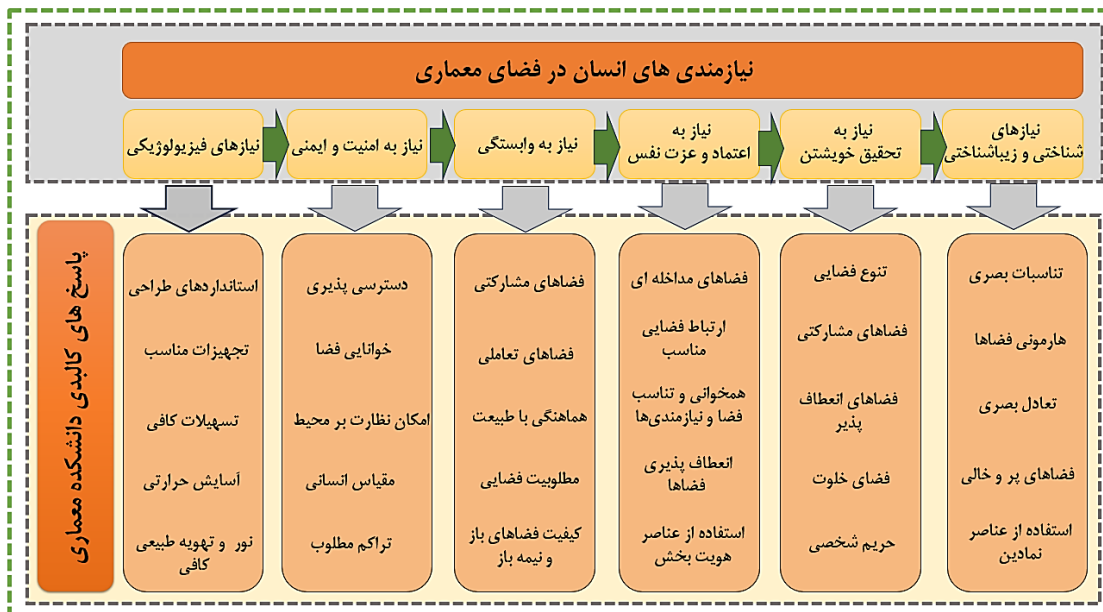 نیازمندی های انسان در فضای معماری
نیازهای فیزیولوژیکی
نیاز به امنیت و ایمنی
نیاز به وابستگی
نیاز به
اعتماد و عزت نفس
نیاز به
تحقیق خویشتن
نیازهای
شناختی و زیباشناختی
پاسخ های کالبدی دانشکده معماری
استانداردهای طراحی
تجهیزات مناسب
تسهیلات کافی
آسایش حرارتی
نور و تهویه طبیعی
کافی
دسترسی پذیری
خوانایی فضا
امکان نظارت بر محیط
مقیاس انسانی
تراکم مطلوب
فضاهای مشارکتی
فضاهای تعاملی
هماهنگی با طبیعت
مطلوبیت فضایی
کیفیت فضاهای باز
و نیمه باز
فضاهای مداخله ای
ارتباط فضایی
مناسب
همخوانی و تناسب
فضا و نیازمندی‌ها
انعطاف پذیری
فضاها
استفاده از عناصر
هویت بخش
تنوع فضایی
فضاهای مشارکتی
فضاهای انعطاف
پذیر
فضای خلوت
حریم شخصی
تناسبات بصری
هارمونی فضاها
تعادل بصری
فضاهای پر و خالی
استفاده از عناصر
نمادین